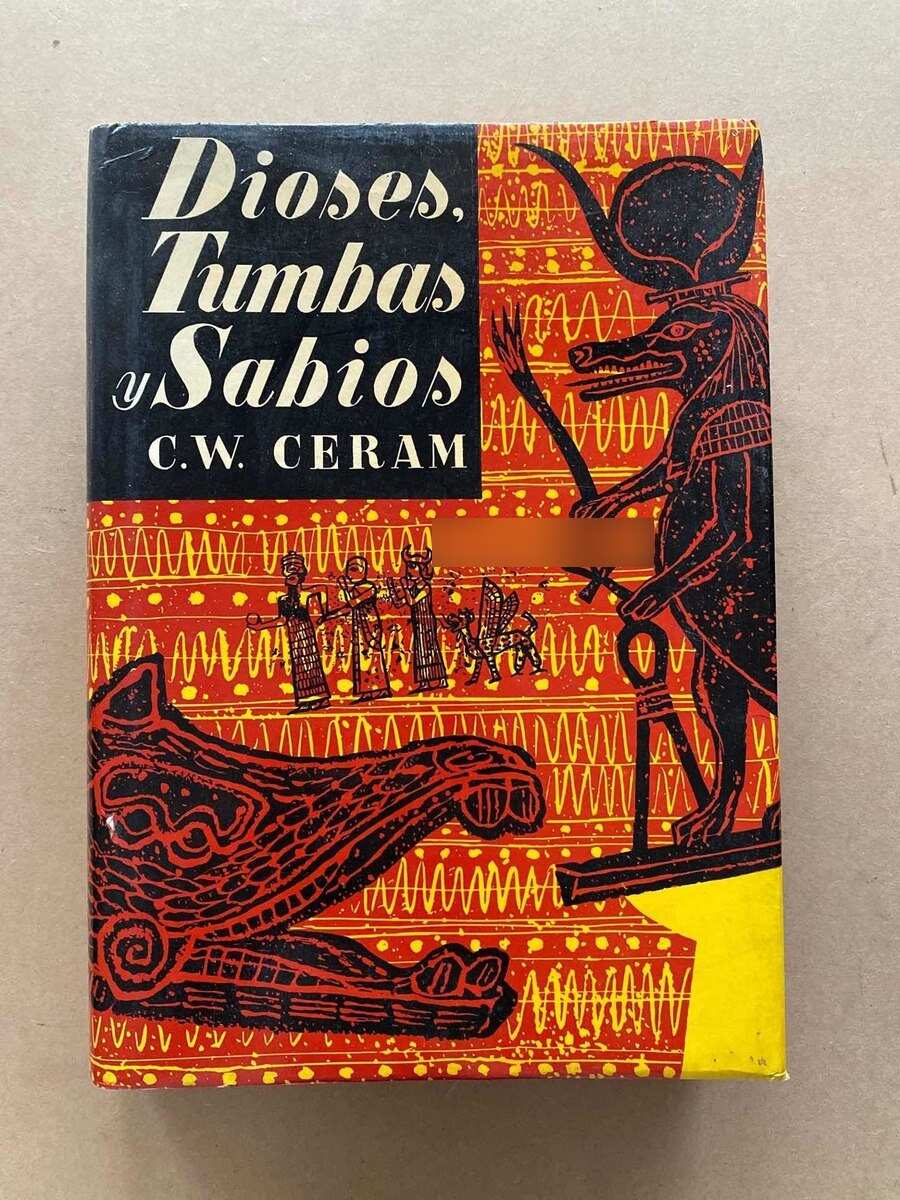 Dioses,
Tumbas
y Sabios
C.W. CERAM